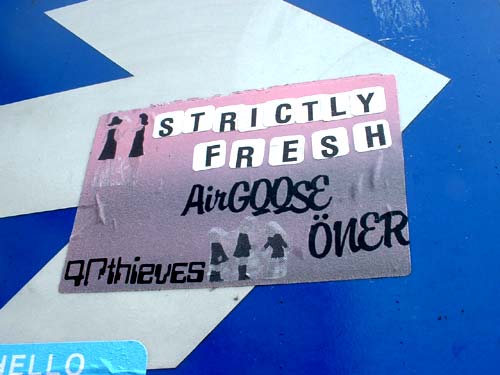 STRICTLY
FRESH
AirGOOSE
ÖNER
40thieves
HELLO